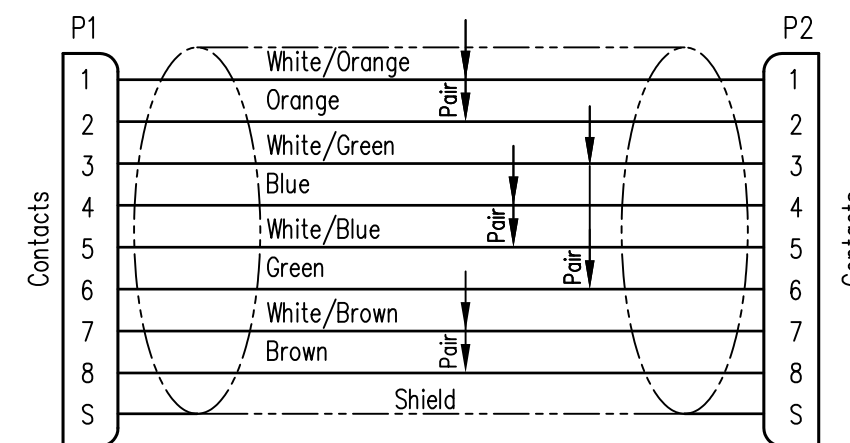 P1 P2
White/Orange
1 1
Orange Pair
2 2
White/Green
3 3
Blue
4 4
White/Blue Pair
5 5
Green Pair
6 6
White/Brown
7 7
Brown Pair
8 8
Shield
S S
Contacts